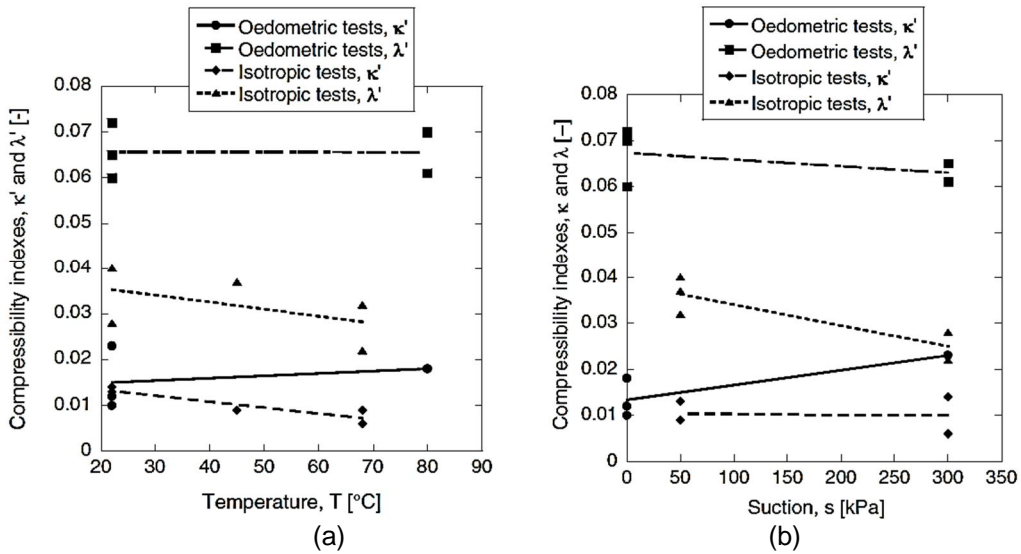 Oedometric tests, κ'
Oedometric tests, λ'
Isotropic tests, κ'
Isotropic tests, λ'
Compressibility indexes, κ' and λ' [-]
0.08
0.07
0.06
0.05
0.04
0.03
0.02
0.01
0
20 30 40 50 60 70 80 90
Temperature, T [°C]
(a)
Oedometric tests, κ'
Oedometric tests, λ'
Isotropic tests, κ'
Isotropic tests, λ'
Compressibility indexes, κ and λ [–]
0.08
0.07
0.06
0.05
0.04
0.03
0.02
0.01
0
0 50 100 150 200 250 300 350
Suction, s [kPa]
(b)